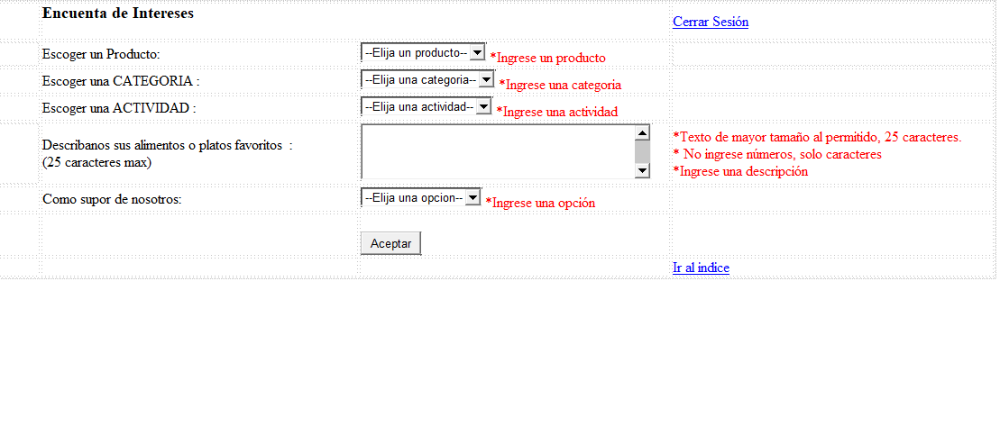 Encuenta de Intereses
Cerrar Sesión
Escoger un Producto: --Elija un producto-- *Ingrese un producto
Escoger una CATEGORIA : --Elija una categoria-- *Ingrese una categoria
Escoger una ACTIVIDAD : --Elija una actividad-- *Ingrese una actividad
Describanos sus alimentos o platos favoritos :
(25 caracteres max)
*Texto de mayor tamaño al permitido, 25 caracteres.
* No ingrese números, solo caracteres
*Ingrese una descripción
Como supor de nosotros: --Elija una opcion-- *Ingrese una opción
Aceptar
Ir al indice